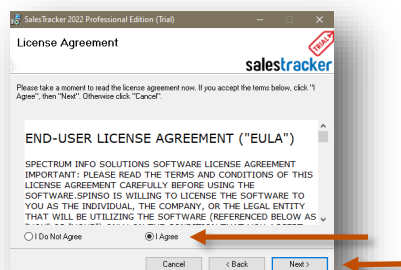 SalesTracker 2022 Professional Edition (Trial)
License Agreement
TRIAL
salestracker
Please take a moment to read the license agreement now. If you accept the terms below, click "I
Agree", then "Next". Otherwise click "Cancel".
END-USER LICENSE AGREEMENT ("EULA")
SPECTRUM INFO SOLUTIONS SOFTWARE LICENSE AGREEMENT
IMPORTANT: PLEASE READ THE TERMS AND CONDITIONS OF THIS
LICENSE AGREEMENT CAREFULLY BEFORE USING THE
SOFTWARE.SPINSO IS WILLING TO LICENSE THE SOFTWARE TO
YOU AS THE INDIVIDUAL, THE COMPANY, OR THE LEGAL ENTITY
THAT WILL BE UTILIZING THE SOFTWARE (REFERENCED BELOW AS
I Do Not Agree I Agree
Cancel < Back Next >